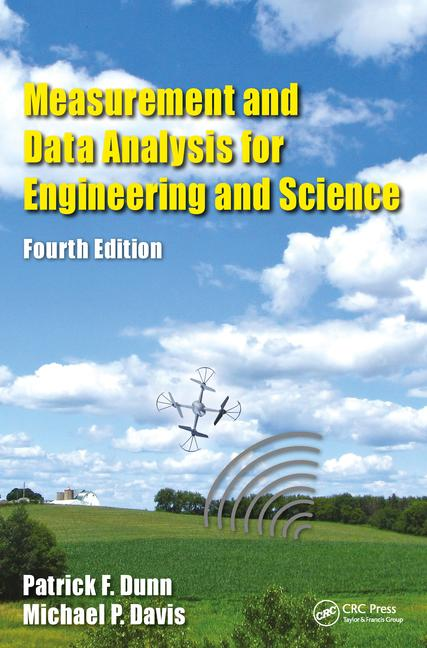 Measurement and
Data Analysis for
Engineering and Science
Fourth Edition
Patrick F. Dunn
Michael P. Davis
CRC
CRC Press
Taylor & Francis Group